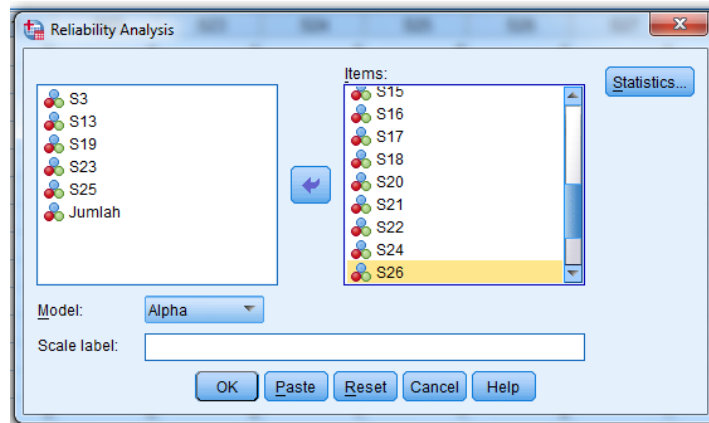 Reliability Analysis
Items:
Statistics...
S3
S13
S19
S23
S25
Jumlah
S15
S16
S17
S18
S20
S21
S22
S24
S26
Model:
Alpha
Scale label:
OK Paste Reset Cancel Help